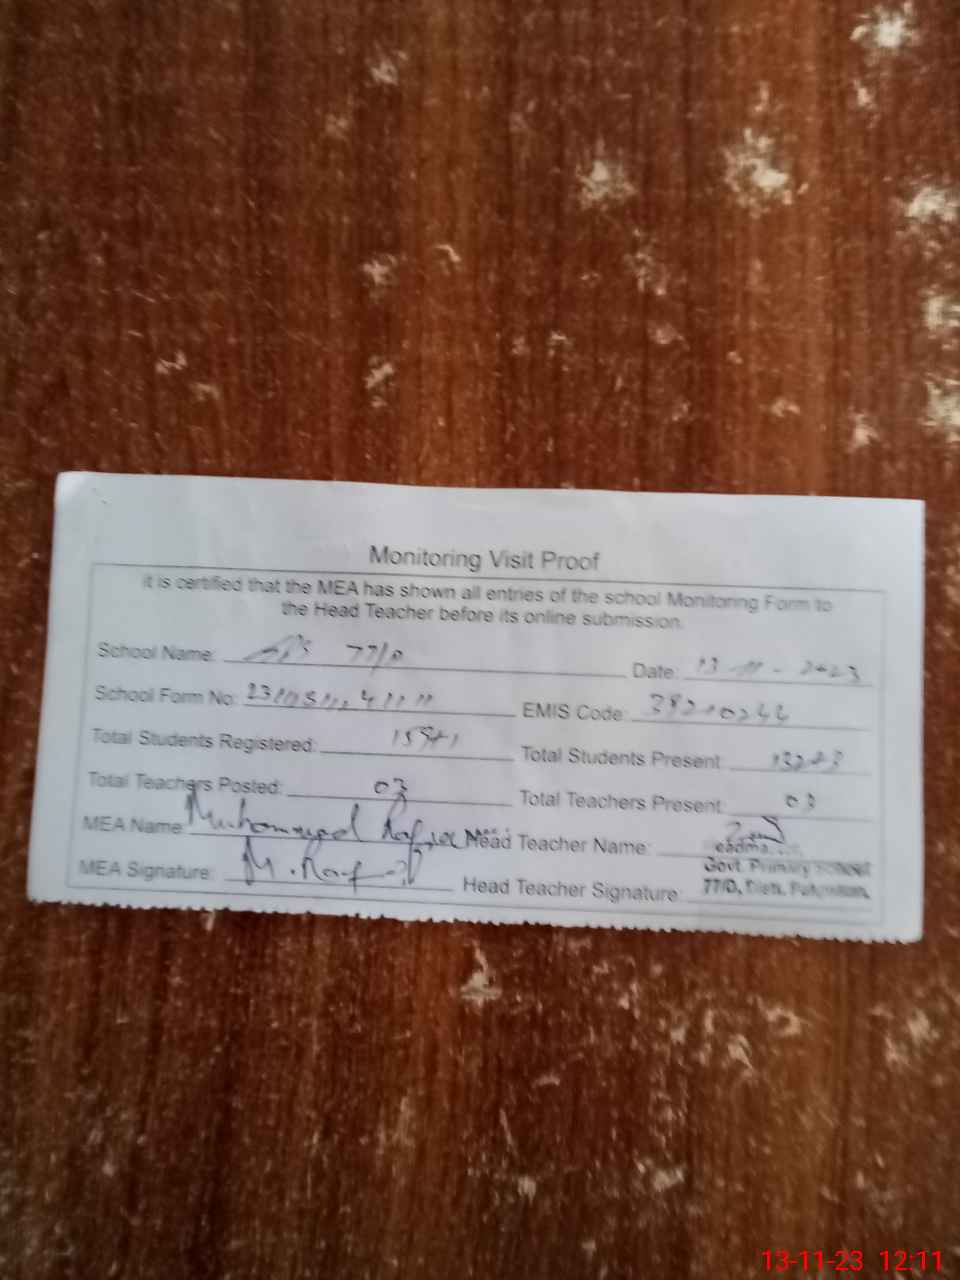 Monitoring Visit Proof
it is certified that the MEA has shown all entries of the school Monitoring Form to
the Head Teacher before its online submission.
School Name: 77/D Date: 13-11-2023
School Form No: EMIS Code:
Total Students Registered: Total Students Present:
Total Teachers Posted: 03 Total Teachers Present: 03
MEA Name: Muhammad Head Teacher Name:
MEA Signature: Head Teacher Signature:
Govt. Primary School
77/D, Distt. Pakpattan.
13-11-23 12:11